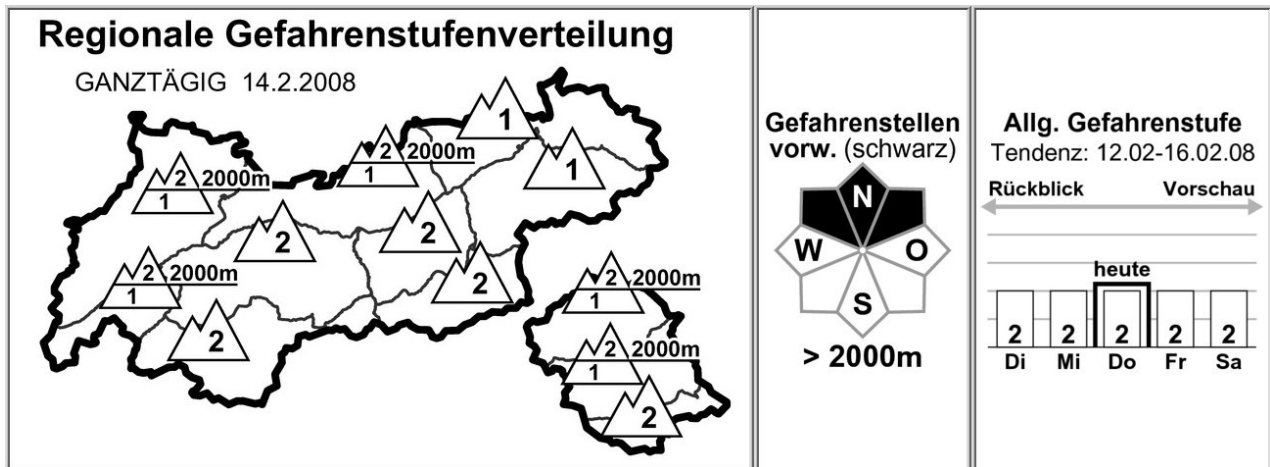 Regionale Gefahrenstufenverteilung
GANZTÄGIG 14.2.2008
1
1
2 2000m
1
2 2000m
1
2
2
2
2 2000m
1
2
2 2000m
1
2 2000m
1
2
Gefahrenstellen
vorw. (schwarz)
N
W O
S
> 2000m
Allg. Gefahrenstufe
Tendenz: 12.02-16.02.08
Rückblick Vorschau
heute
2 2 2 2 2
Di Mi Do Fr Sa